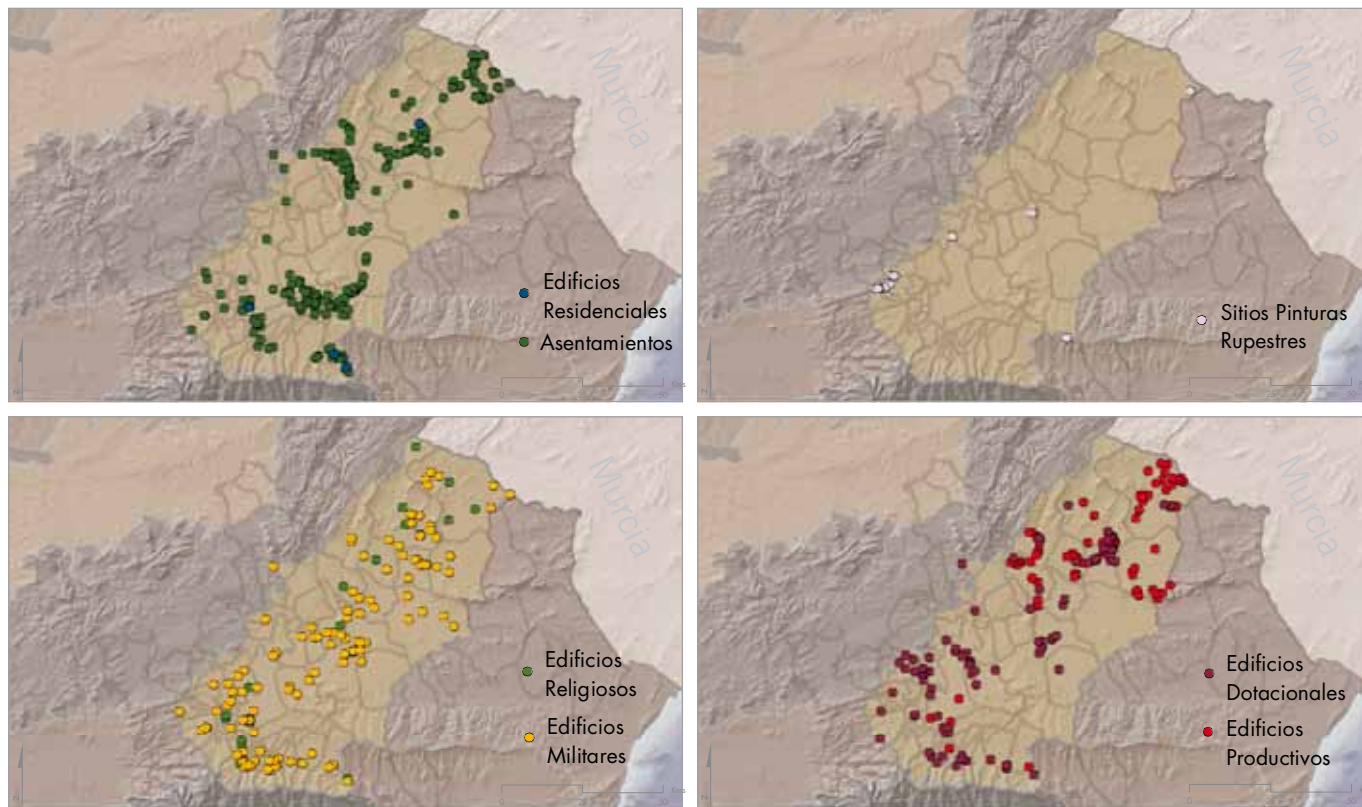 Murcia
Edificios
Residenciales
Asentamientos
Murcia
Sitios Pinturas
Rupestres
Murcia
Edificios
Religiosos
Edificios
Militares
Murcia
Edificios
Dotacionales
Edificios
Productivos